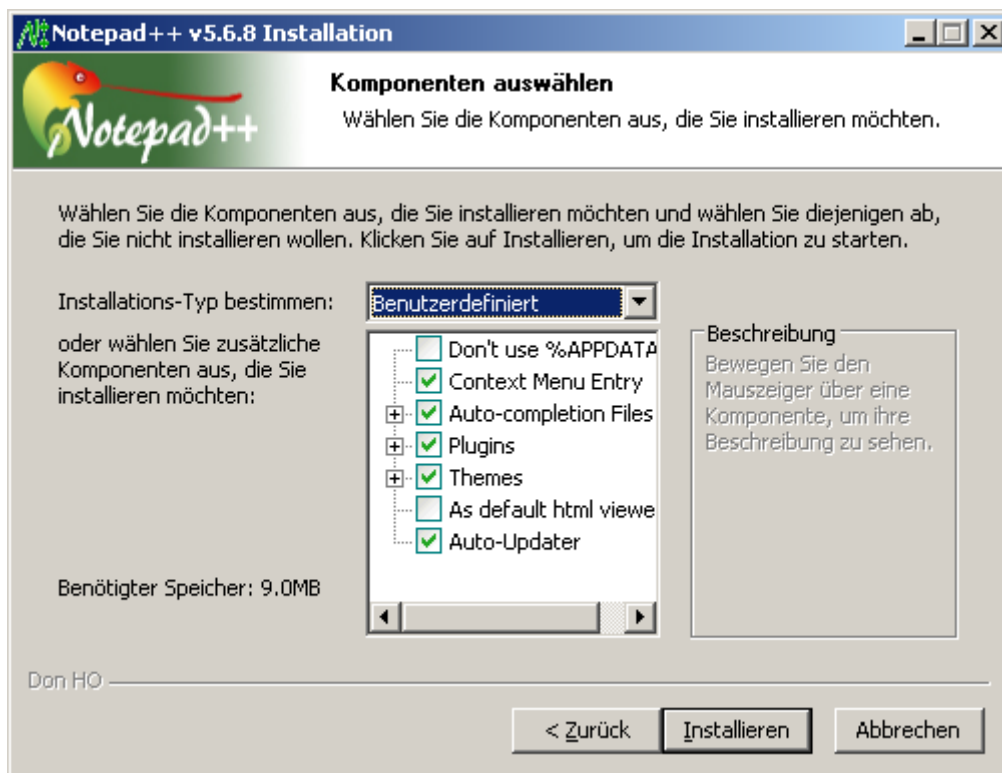 Notepad++ v5.6.8 Installation
Notepad++
Komponenten auswählen
Wählen Sie die Komponenten aus, die Sie installieren möchten.
Wählen Sie die Komponenten aus, die Sie installieren möchten und wählen Sie diejenigen ab,
die Sie nicht installieren wollen. Klicken Sie auf Installieren, um die Installation zu starten.
Installations-Typ bestimmen:
Benutzerdefiniert
oder wählen Sie zusätzliche
Komponenten aus, die Sie
installieren möchten:
Don't use %APPDATA
Context Menu Entry
Auto-completion Files
Plugins
Themes
As default html viewe
Auto-Updater
Beschreibung
Bewegen Sie den
Mauszeiger über eine
Komponente, um ihre
Beschreibung zu sehen.
Benötigter Speicher: 9.0MB
Don HO
< Zurück
Installieren
Abbrechen